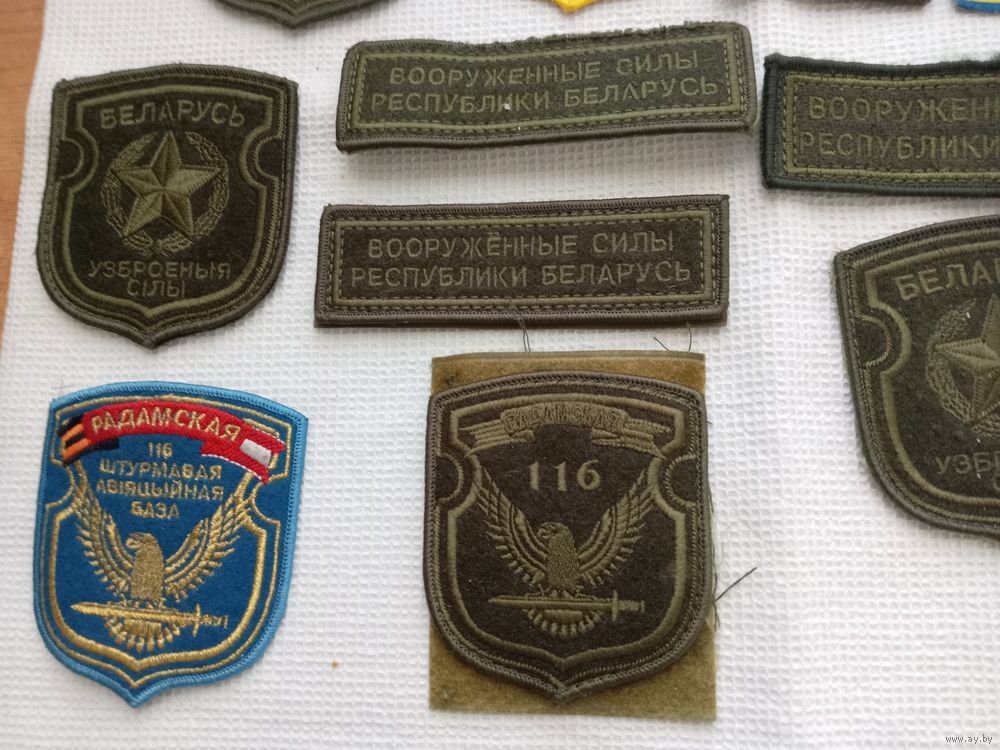 БЕЛАРУСЬ
УЗБРОЕНЫЯ
СІЛЫ
ВООРУЖЕННЫЕ СИЛЫ
РЕСПУБЛИКИ БЕЛАРУСЬ
ВООРУЖЕН
РЕСПУБЛИКИ
ВООРУЖЁННЫЕ СИЛЫ
РЕСПУБЛИКИ БЕЛАРУСЬ
БЕЛА
УЗБР
РАДАМСКАЯ
116
ШТУРМАВАЯ
АВІЯЦЫЙНАЯ
БАЗА
РАДАМСКАЯ
116
www.ay.by